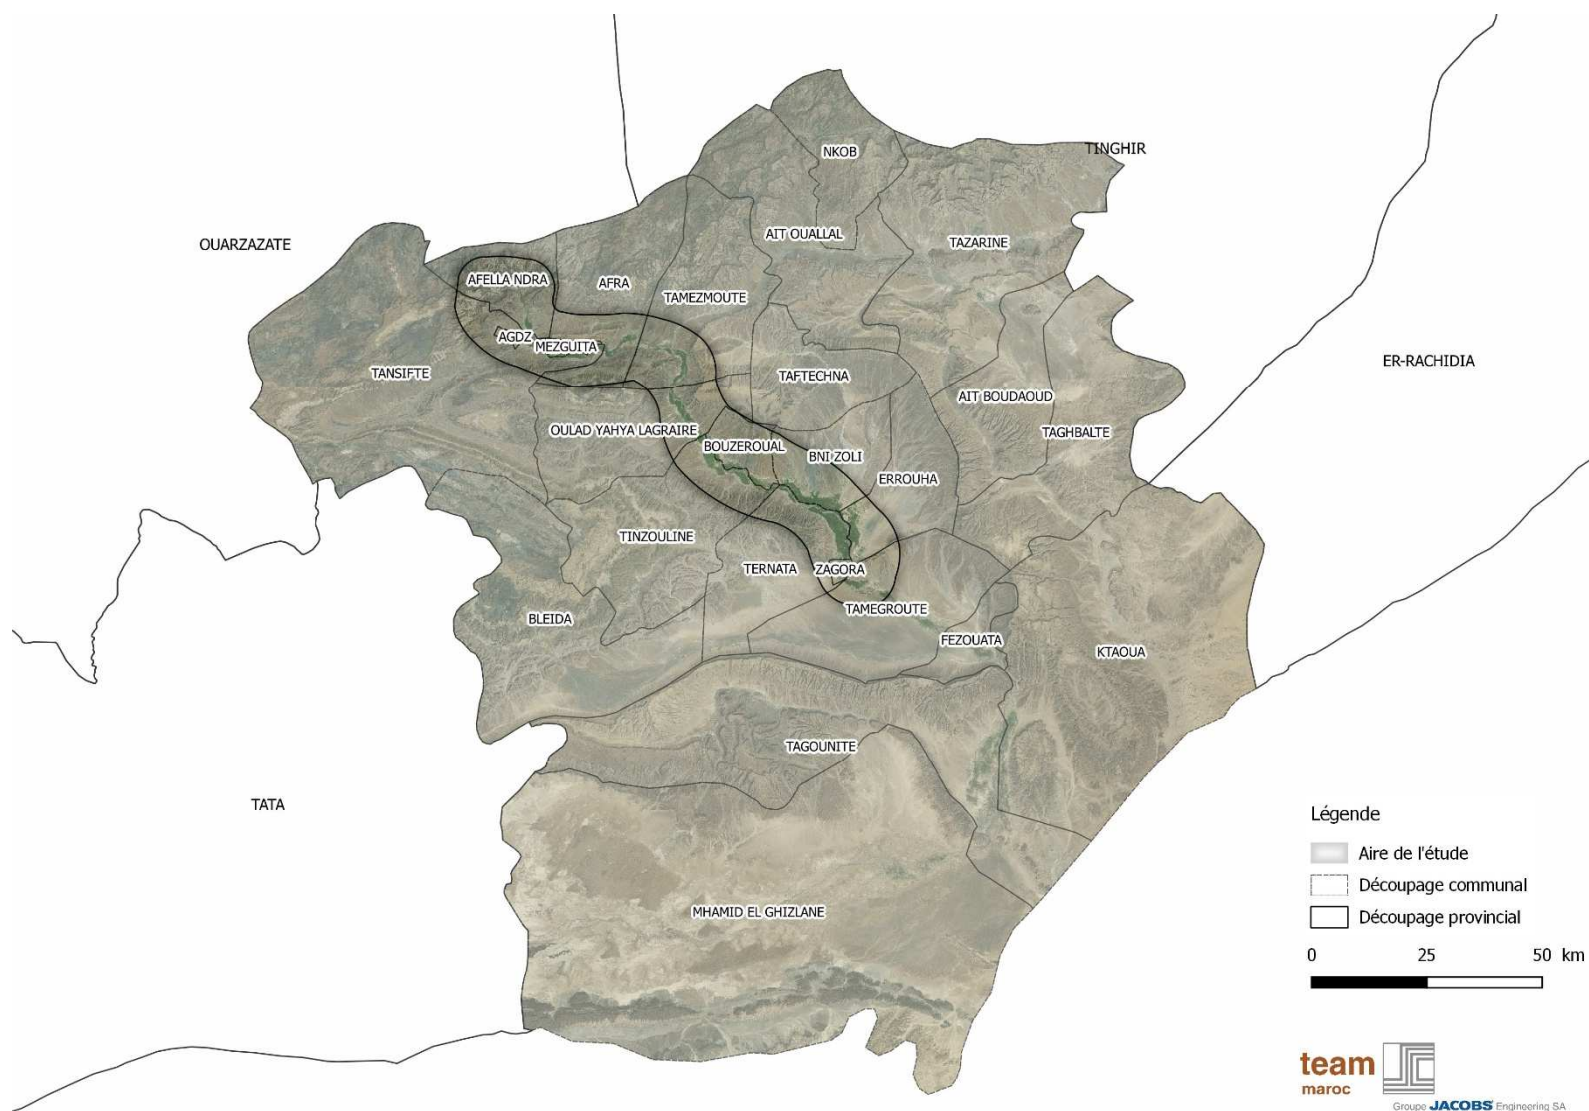 NKOB
TINGHIR
AIT OUALLAL
TAZARINE
OUARZAZATE
AFELLA NDRA
AFRA
TAMEZMOUTE
AGDZ
MEZGUITA
ER-RACHIDIA
TANSIFTE
TAFTECHNA
AIT BOUDAOUD
OULAD YAHYA LAGRAIRE
TAGHBALTE
BOUZEROUAL
BNI ZOLI
ERROUHA
TINZOULINE
TERNATA
ZAGORA
TAMEGROUTE
BLEIDA
FEZOUATA
KTAOUA
TAGOUNITE
TATA
MHAMID EL GHIZLANE
Légende
Aire de l'étude
Découpage communal
Découpage provincial
0 25 50 km
team
maroc
Groupe JACOBS Engineering SA